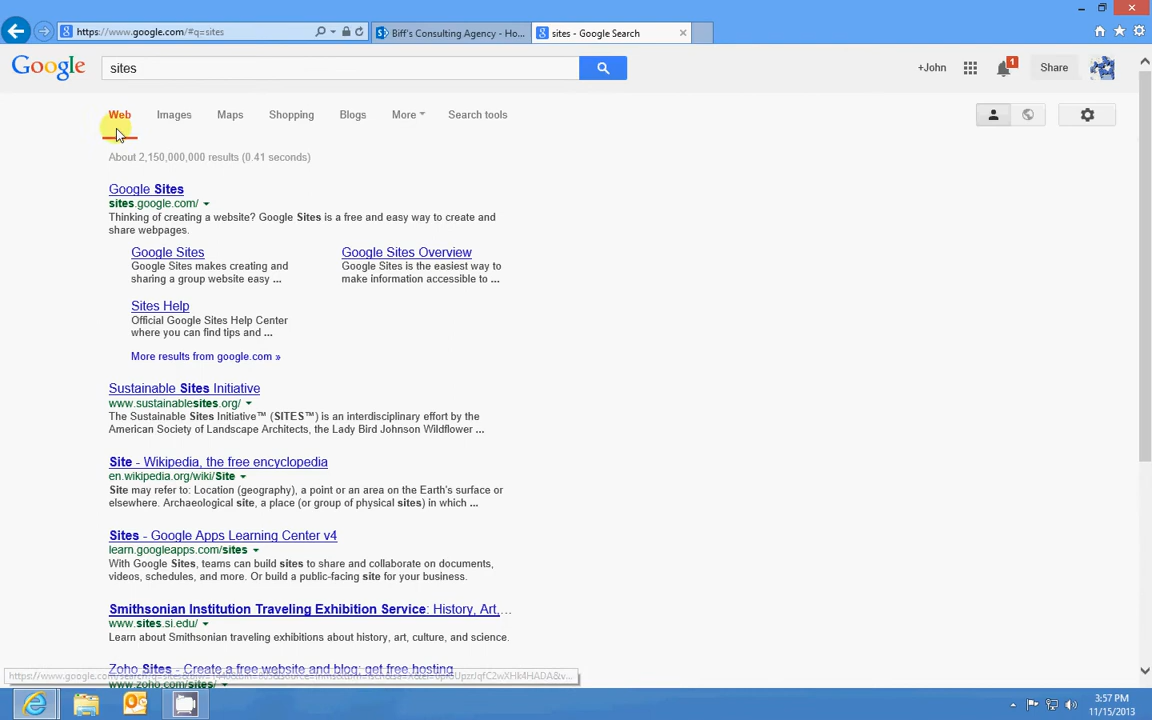 https://www.google.com/#q=sites
Biff's Consulting Agency - Ho...
sites - Google Search
Google
sites
+John
1
Share
Web
Images
Maps
Shopping
Blogs
More
Search tools
About 2,150,000,000 results (0.41 seconds)
Google Sites
sites.google.com/
Thinking of creating a website? Google Sites is a free and easy way to create and
share webpages.
Google Sites
Google Sites makes creating and
sharing a group website easy ...
Google Sites Overview
Google Sites is the easiest way to
make information accessible to ...
Sites Help
Official Google Sites Help Center
where you can find tips and ...
More results from google.com »
Sustainable Sites Initiative
www.sustainablesites.org/
The Sustainable Sites Initiative™ (SITES™) is an interdisciplinary effort by the
American Society of Landscape Architects, the Lady Bird Johnson Wildflower ...
Site - Wikipedia, the free encyclopedia
en.wikipedia.org/wiki/Site
Site may refer to: Location (geography), a point or an area on the Earth's surface or
elsewhere. Archaeological site, a place (or group of physical sites) in which ...
Sites - Google Apps Learning Center v4
learn.googleapps.com/sites
With Google Sites, teams can build sites to share and collaborate on documents,
videos, schedules, and more. Or build a public-facing site for your business.
Smithsonian Institution Traveling Exhibition Service: History, Art,...
www.sites.si.edu/
Learn about Smithsonian traveling exhibitions about history, art, culture, and science.
Zoho Sites - Create a free website and blog; get free hosting
www.zoho.com/sites/
3:57 PM
11/15/2013